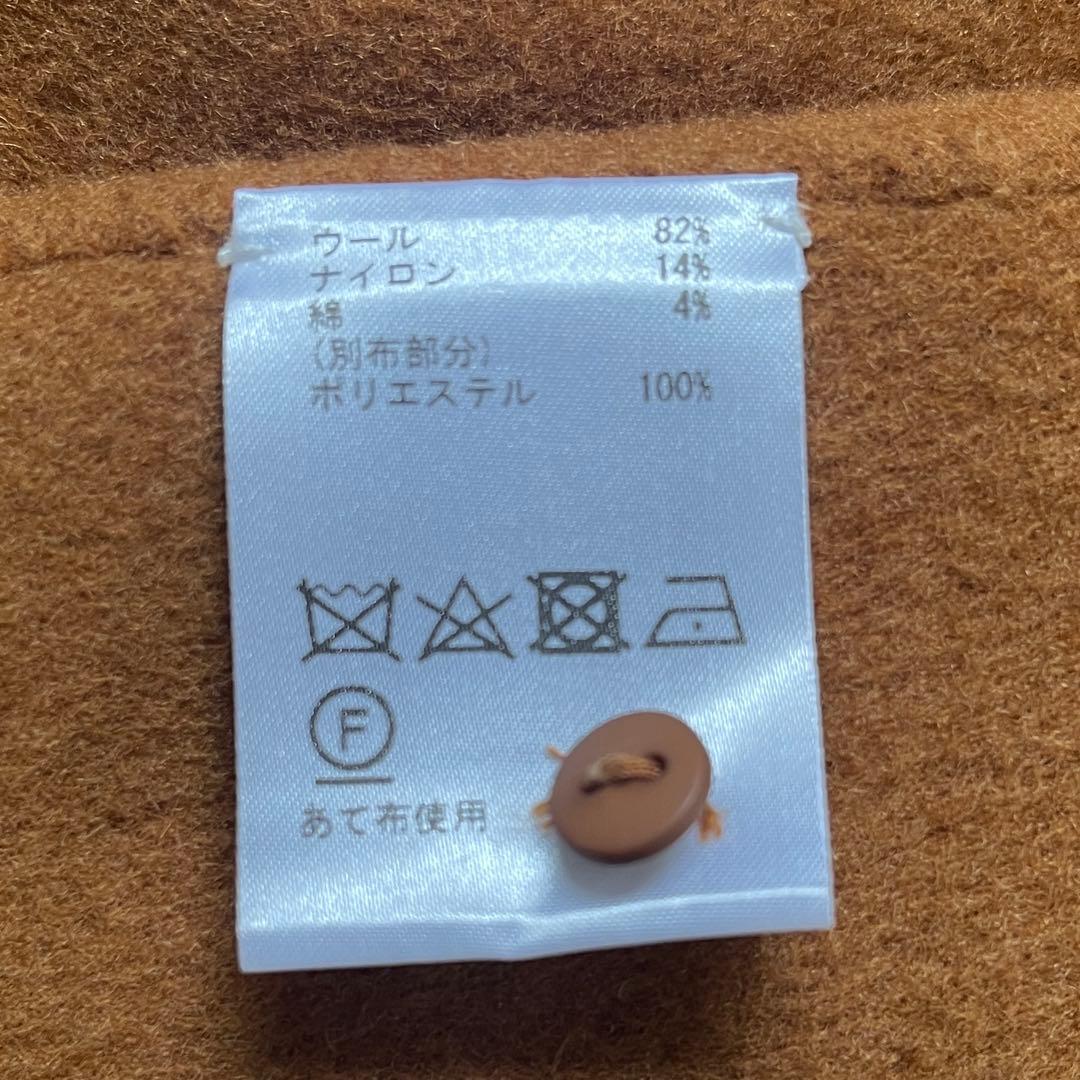 ウール 82%
ナイロン 14%
綿 4%
(別布部分)
ポリエステル 100%
F
あて布使用